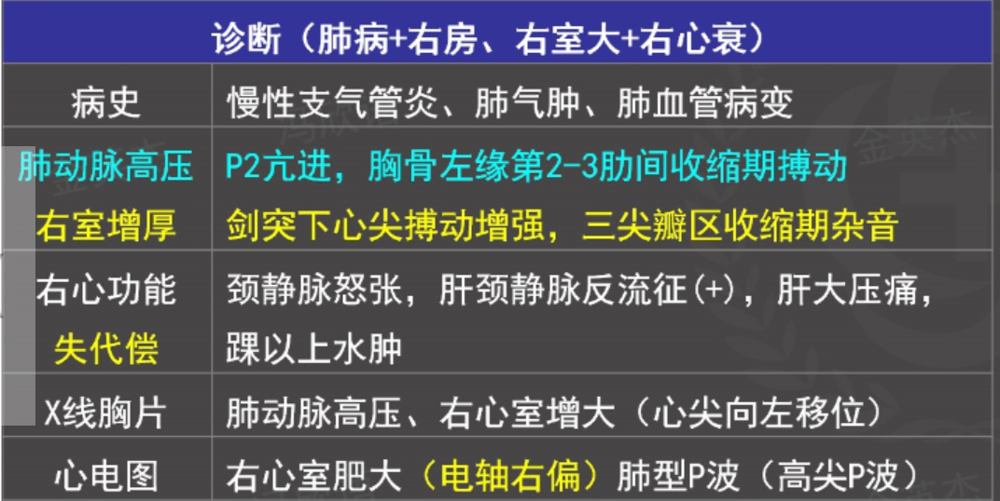 诊断（肺病+右房、右室大+右心衰）
病史 慢性支气管炎、肺气肿、肺血管病变
肺动脉高压 P2亢进，胸骨左缘第2-3肋间收缩期搏动
右室增厚 剑突下心尖搏动增强，三尖瓣区收缩期杂音
右心功能 颈静脉怒张，肝颈静脉反流征(+)，肝大压痛，
失代偿 踝以上水肿
X线胸片 肺动脉高压、右心室增大（心尖向左移位）
心电图 右心室肥大（电轴右偏）肺型P波（高尖P波）
金英杰